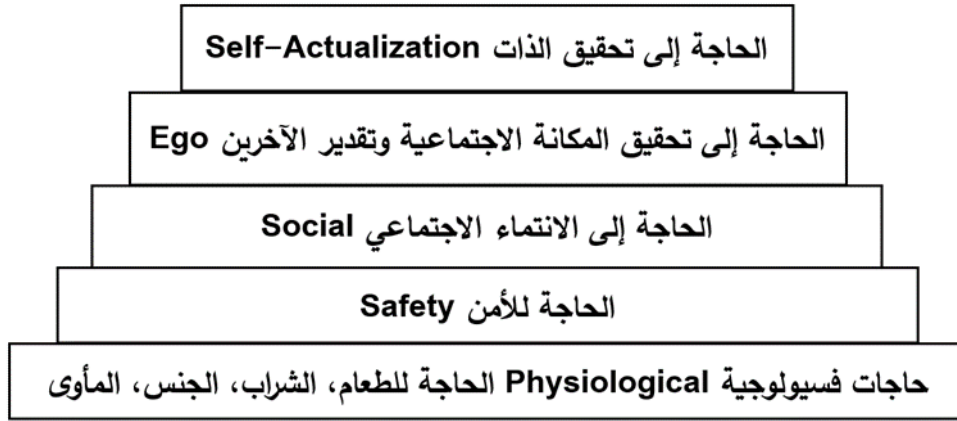 الحاجة إلى تحقيق الذات Self-Actualization
الحاجة إلى تحقيق المكانة الاجتماعية وتقدير الآخرين Ego
الحاجة إلى الانتماء الاجتماعي Social
الحاجة للأمن Safety
حاجات فسيولوجية Physiological الحاجة للطعام، الشراب، الجنس، المأوى